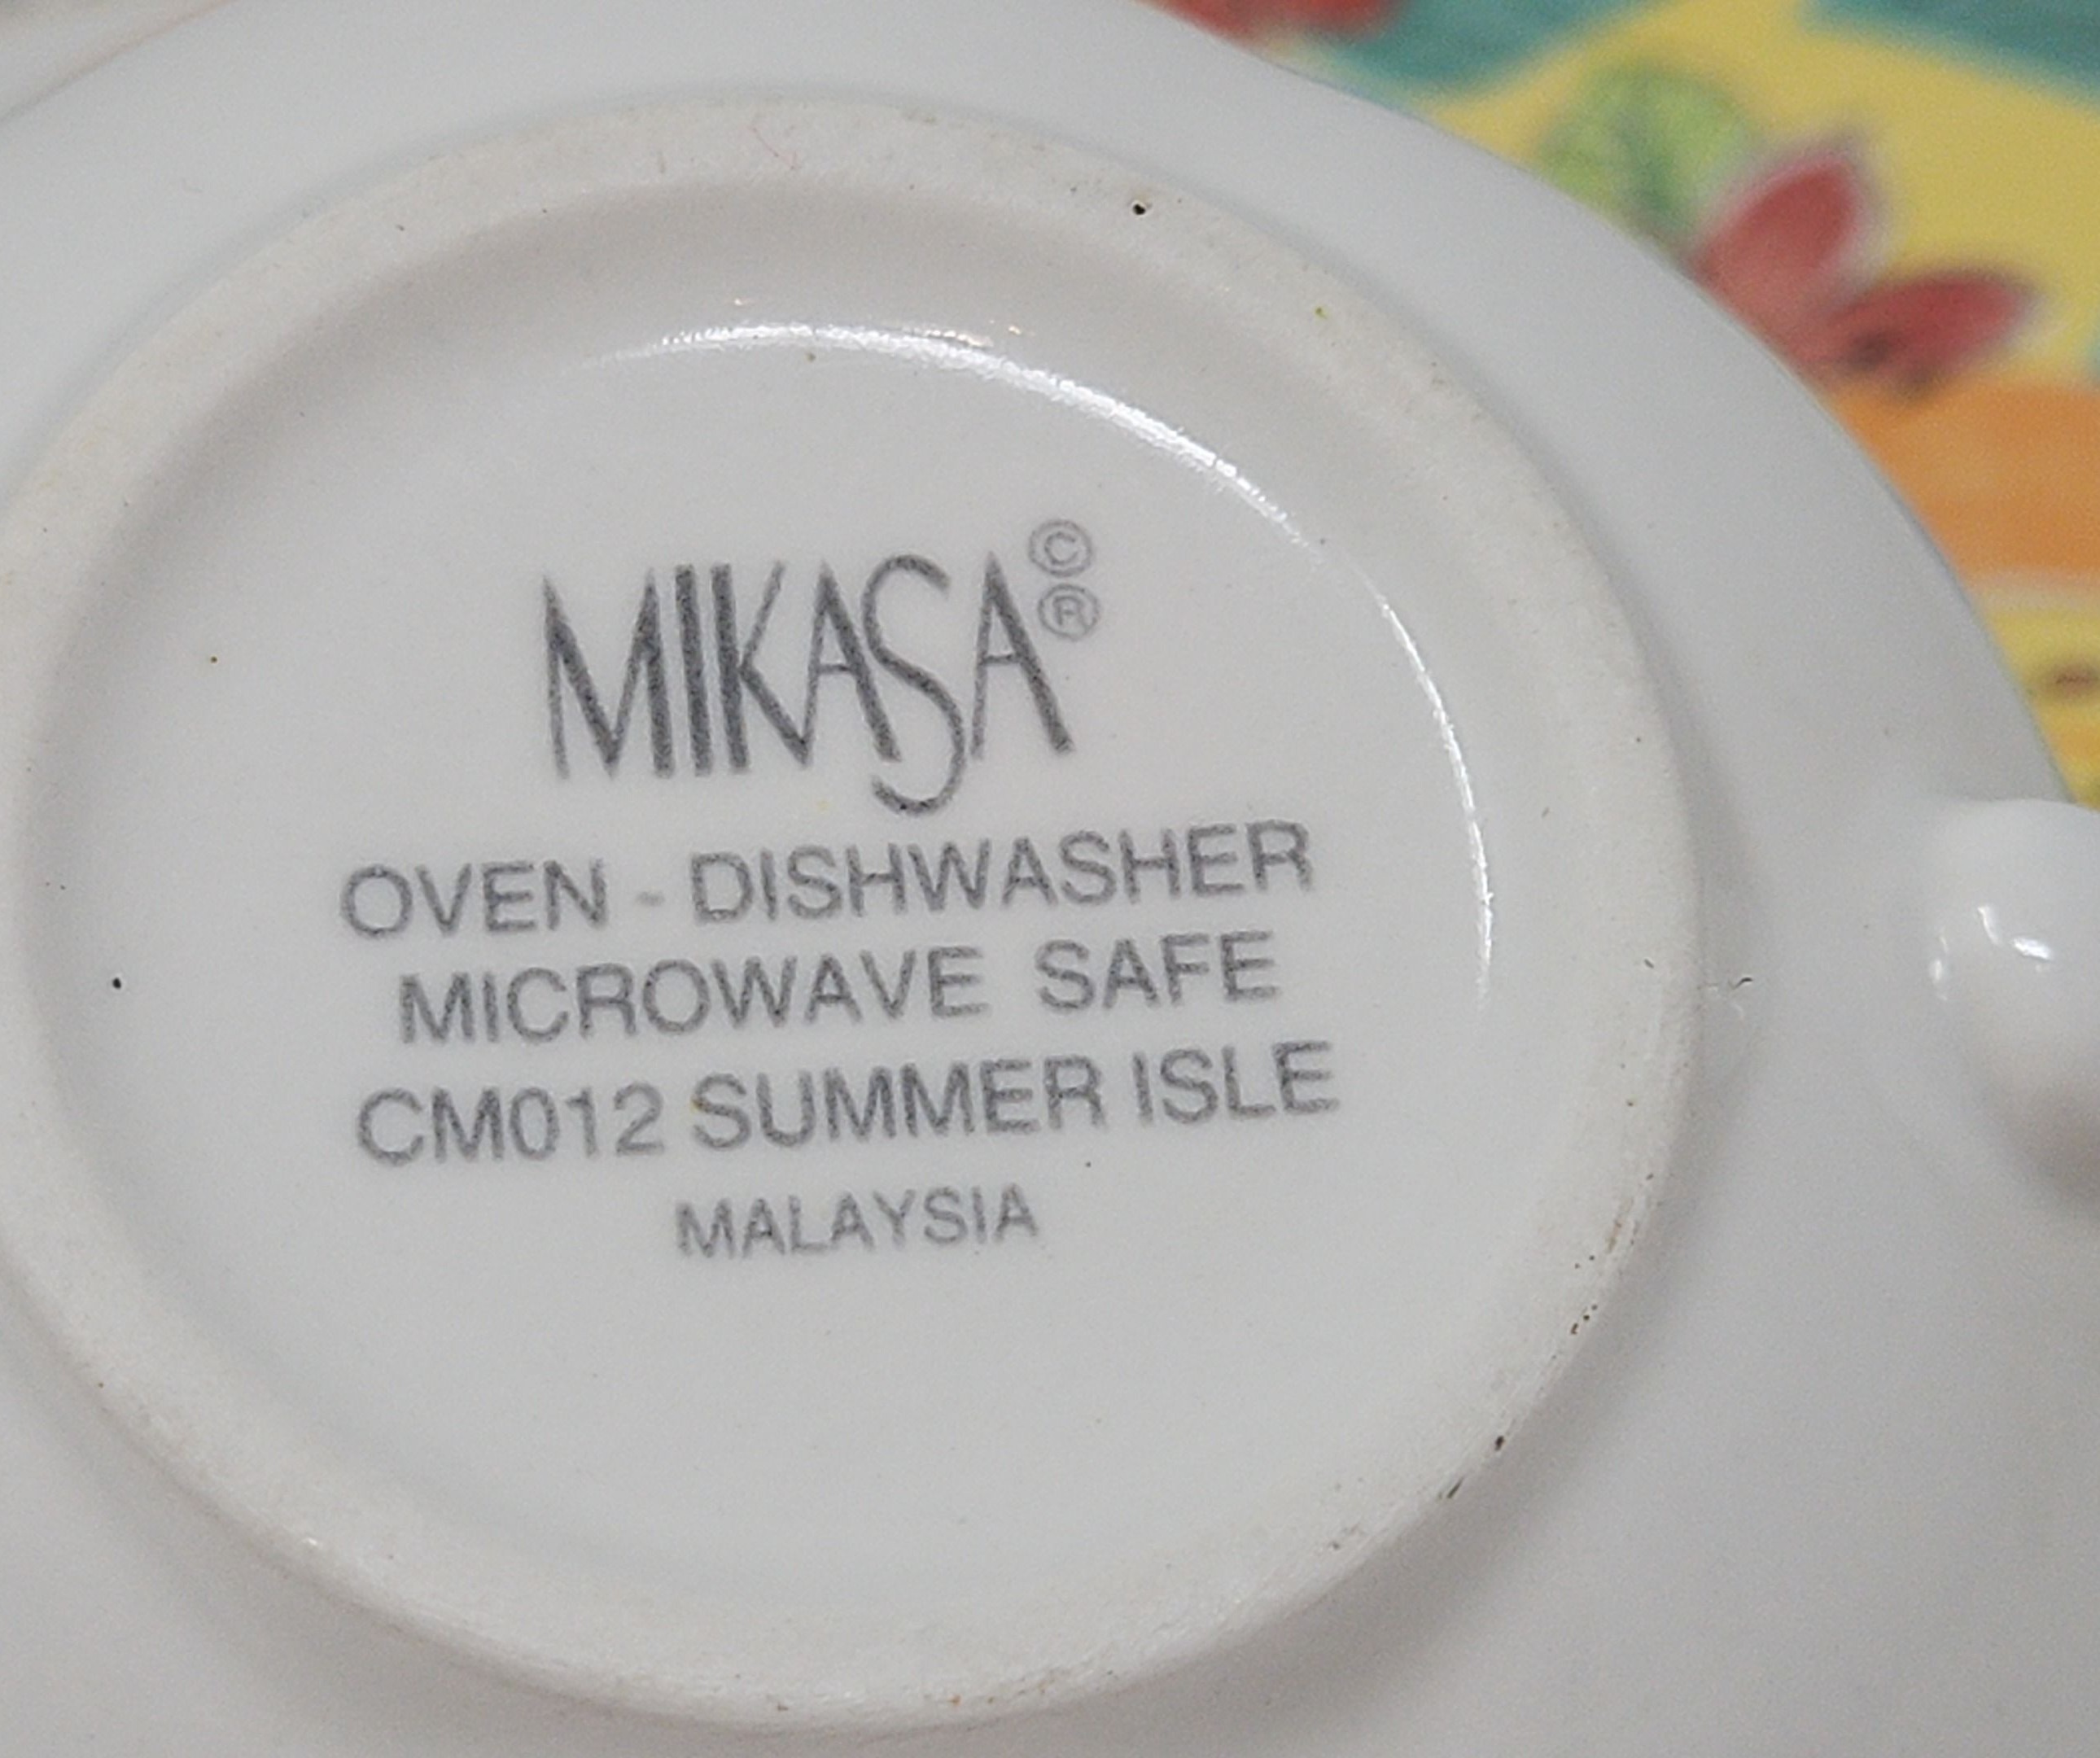 MIKASA©®
OVEN - DISHWASHER
MICROWAVE SAFE
CM012 SUMMER ISLE
MALAYSIA